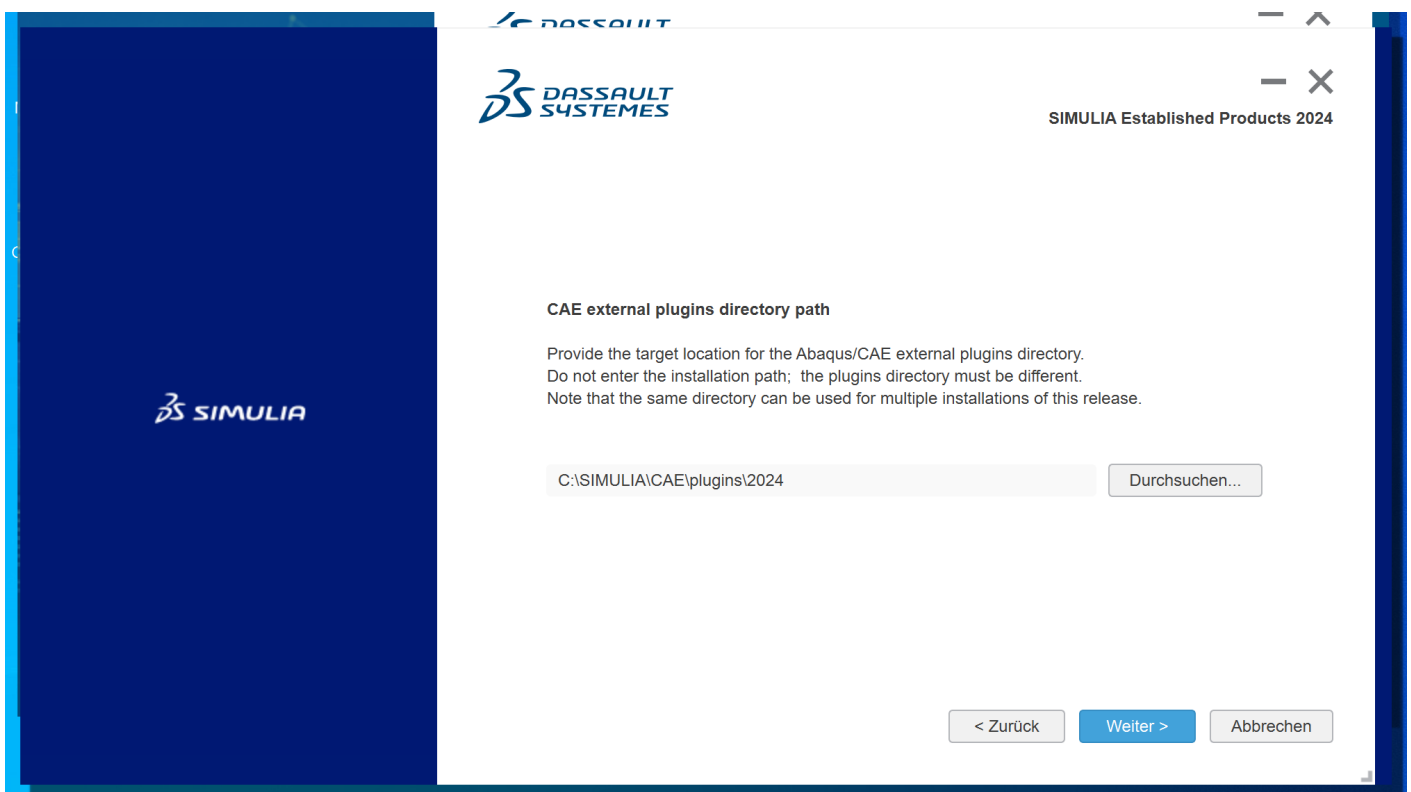 DASSAULT
DASSAULT
SYSTEMES
SIMULIA Established Products 2024
CAE external plugins directory path
Provide the target location for the Abaqus/CAE external plugins directory.
Do not enter the installation path;  the plugins directory must be different.
Note that the same directory can be used for multiple installations of this release.
SIMULIA
C:\SIMULIA\CAE\plugins\2024
Durchsuchen...
< Zurück
Weiter >
Abbrechen